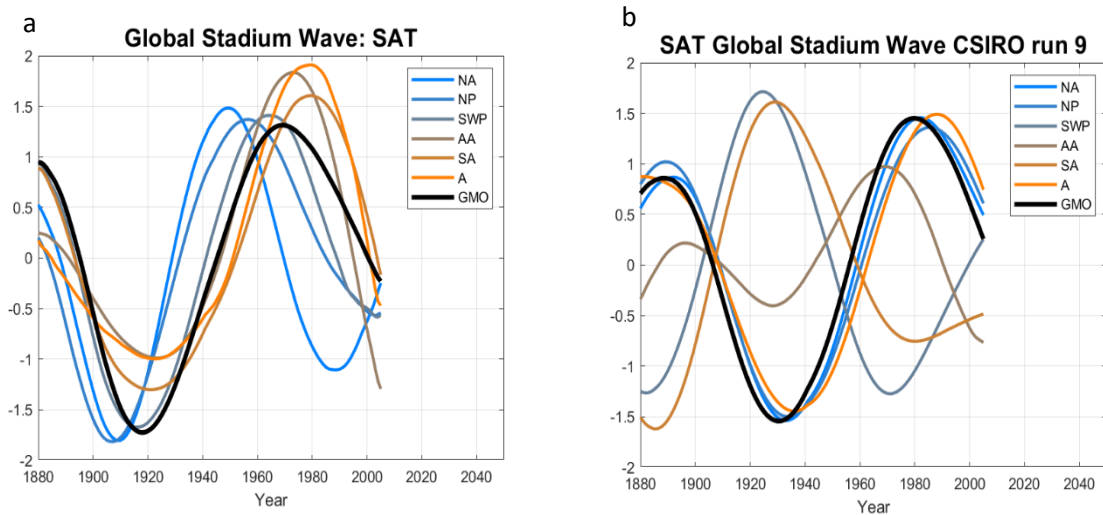 a
Global Stadium Wave: SAT
2
1.5
1
0.5
0
-0.5
-1
-1.5
-2
1880 1900 1920 1940 1960 1980 2000 2020 2040
Year
NA
NP
SWP
AA
SA
A
GMO
b
SAT Global Stadium Wave CSIRO run 9
2
1.5
1
0.5
0
-0.5
-1
-1.5
-2
1880 1900 1920 1940 1960 1980 2000 2020 2040
Year
NA
NP
SWP
AA
SA
A
GMO